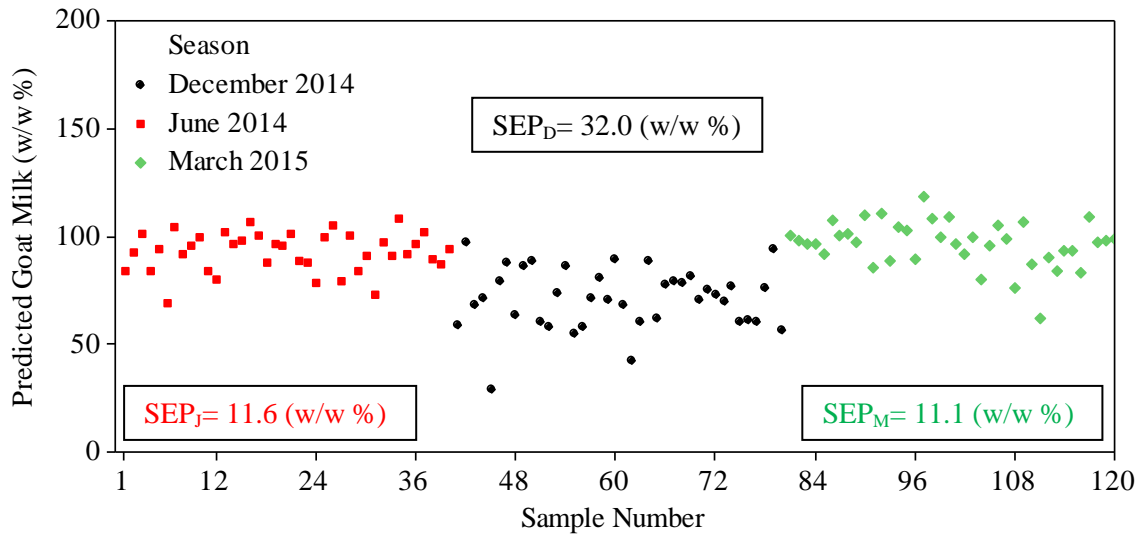 200
150
100
50
0
Predicted Goat Milk (w/w %)
Season
December 2014
June 2014
March 2015
SEP_D= 32.0 (w/w %)
SEP_J= 11.6 (w/w %)
SEP_M= 11.1 (w/w %)
1 12 24 36 48 60 72 84 96 108 120
Sample Number